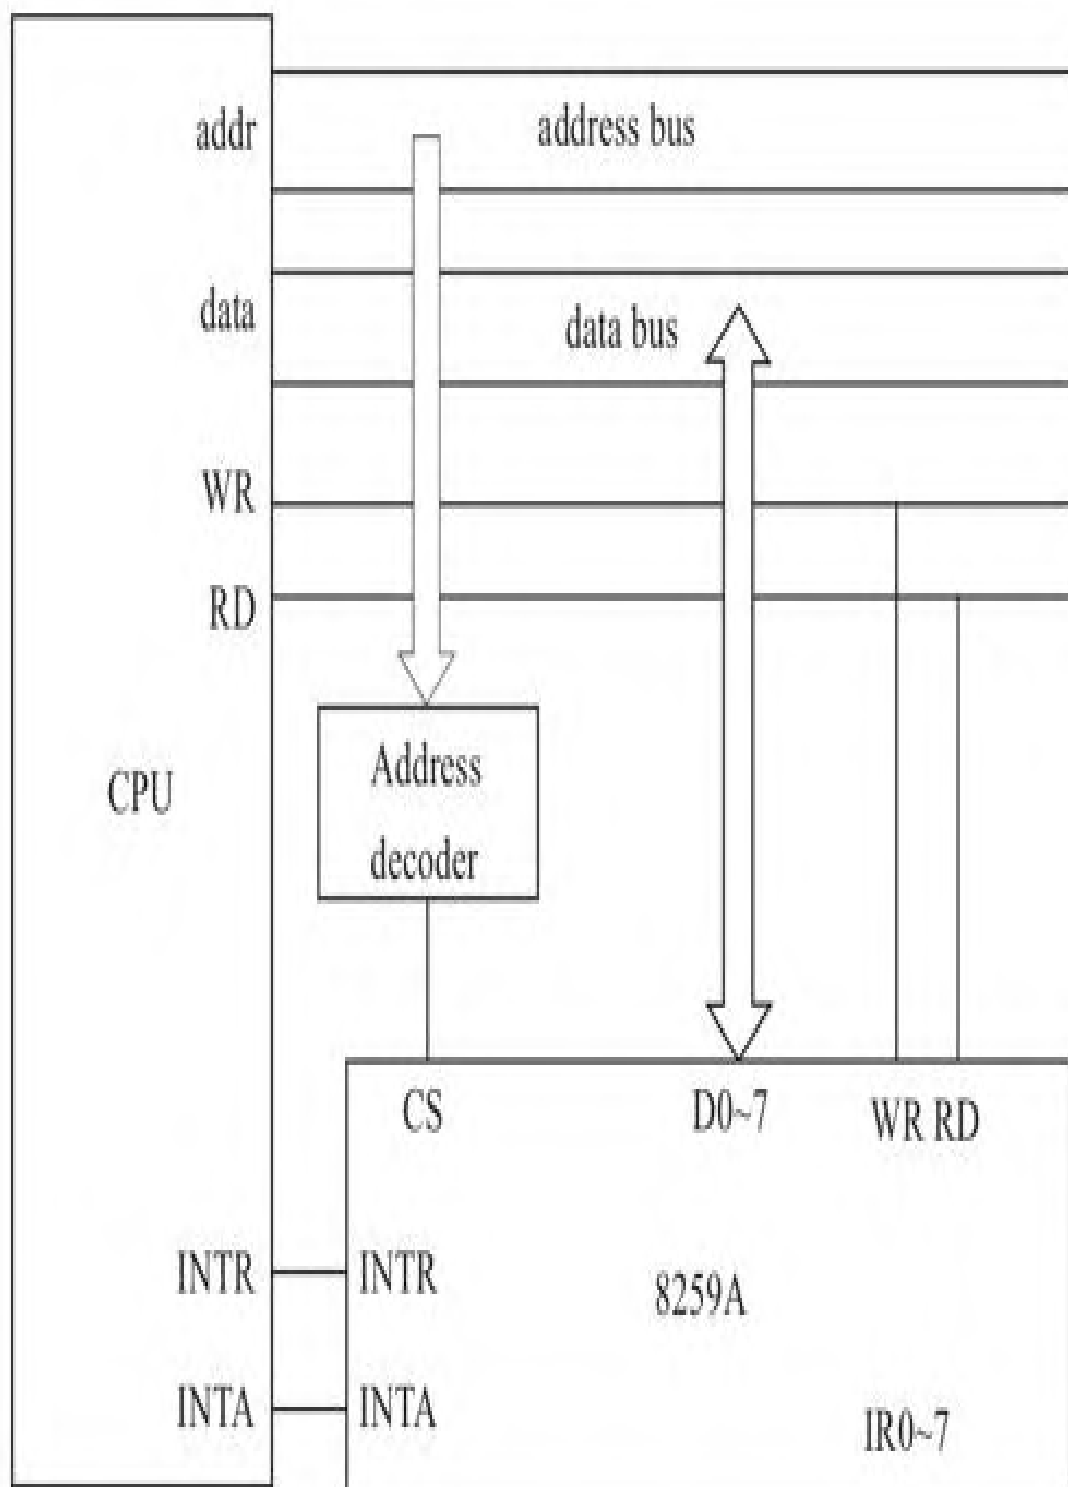 addr
address bus
data
data bus
WR
RD
CPU
Address
decoder
CS
D0~7
WR RD
INTR
INTR
8259A
INTA
INTA
IR0~7